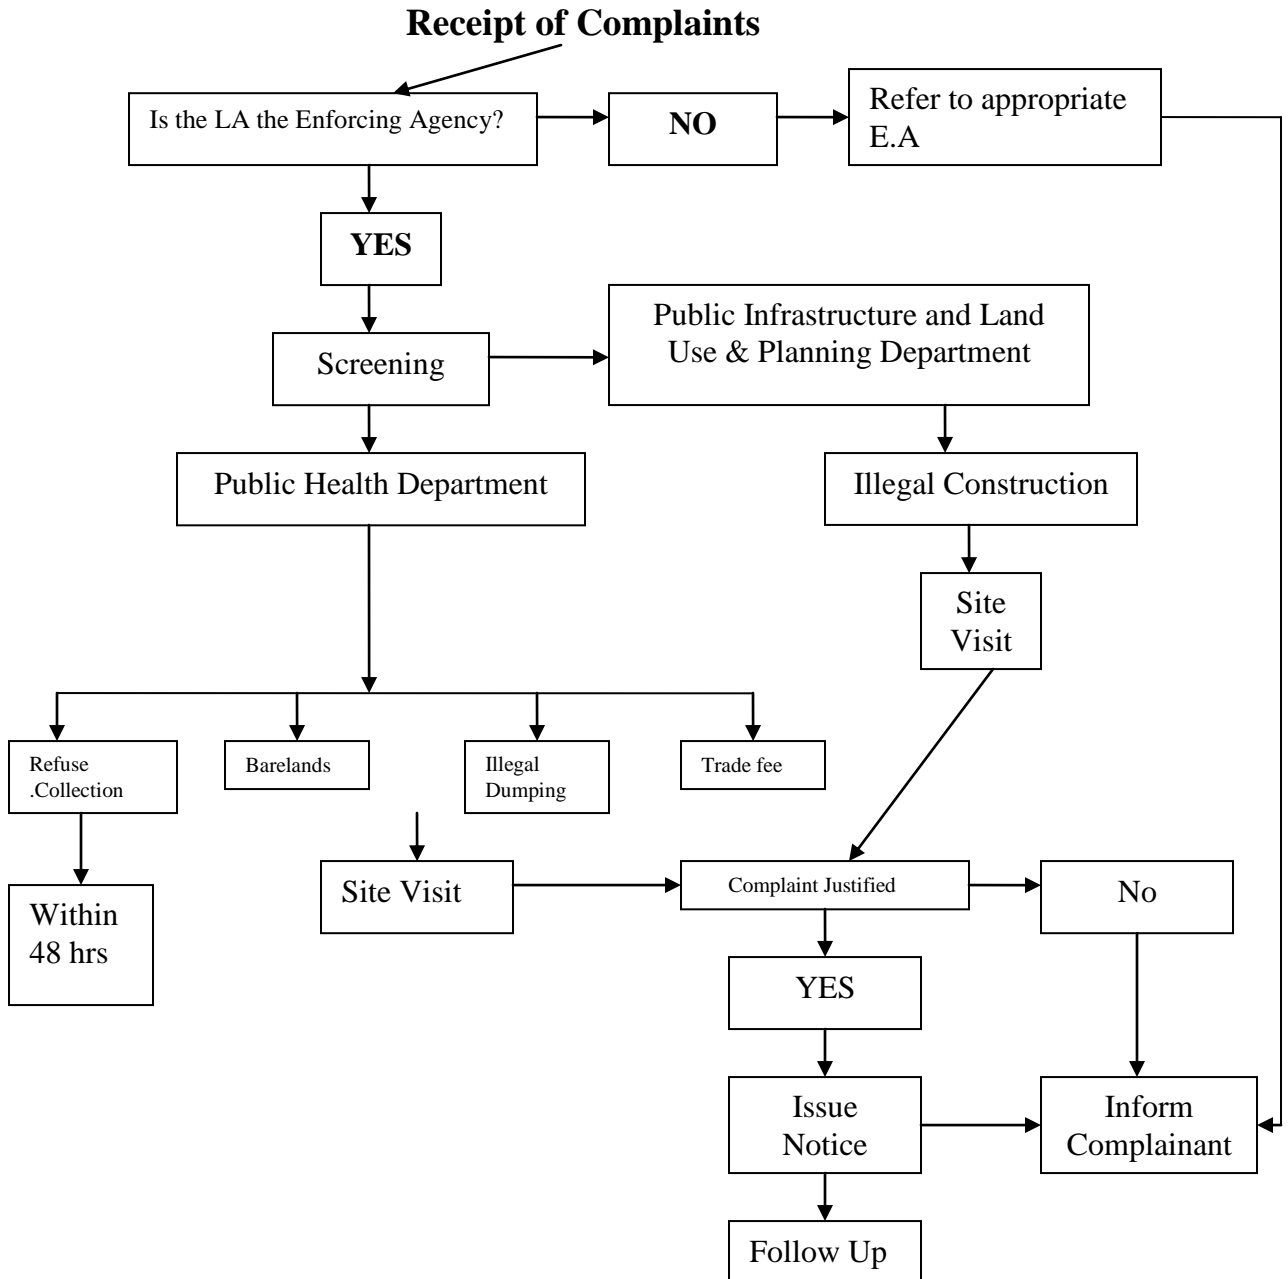 Receipt of Complaints
Is the LA the Enforcing Agency?
NO
Refer to appropriate
E.A
YES
Screening
Public Infrastructure and Land
Use & Planning Department
Public Health Department
Illegal Construction
Site
Visit
Refuse
.Collection
Barelands
Illegal
Dumping
Trade fee
Within
48 hrs
Site Visit
Complaint Justified
No
YES
Issue
Notice
Inform
Complainant
Follow Up